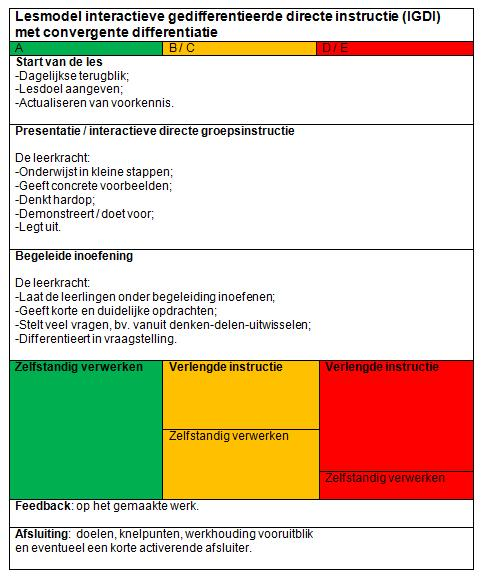 Lesmodel interactieve gedifferentieerde directe instructie (IGDI)
met convergente differentiatie
A B / C D / E
Start van de les
-Dagelijkse terugblik;
-Lesdoel aangeven;
-Actualiseren van voorkennis.
Presentatie / interactieve directe groepsinstructie
De leerkracht:
-Onderwijst in kleine stappen;
-Geeft concrete voorbeelden;
-Denkt hardop;
-Demonstreert / doet voor;
-Legt uit.
Begeleide inoefening
De leerkracht:
-Laat de leerlingen onder begeleiding inoefenen;
-Geeft korte en duidelijke opdrachten;
-Stelt veel vragen, bv. vanuit denken-delen-uitwisselen;
-Differentieert in vraagstelling.
Zelfstandig verwerken Verlengde instructie Verlengde instructie
Zelfstandig verwerken
Zelfstandig verwerken
Feedback: op het gemaakte werk.
Afsluiting: doelen, knelpunten, werkhouding vooruitblik
en eventueel een korte activerende afsluiter.